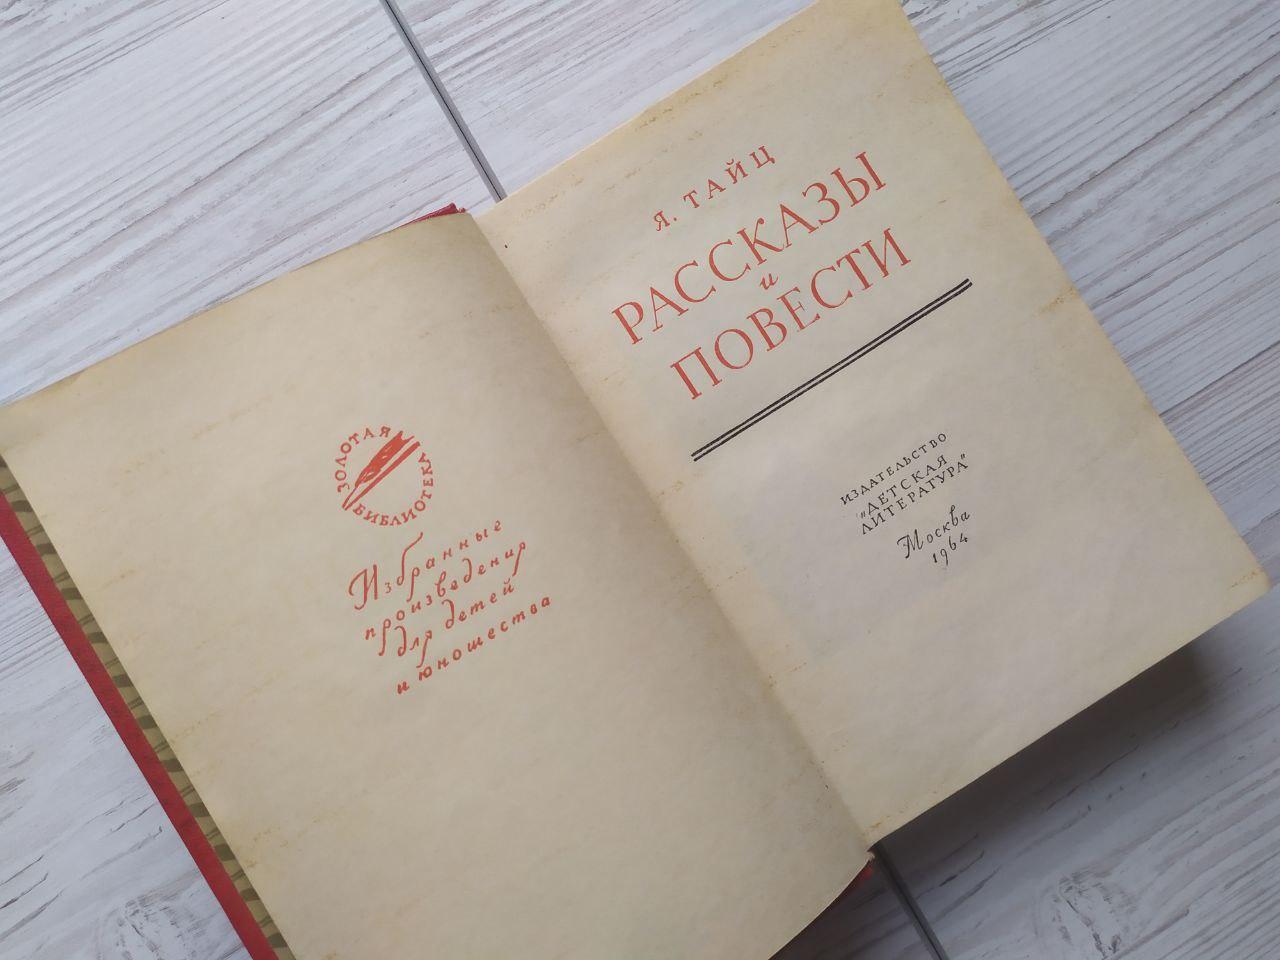 ЗОЛОТАЯ
БИБЛИОТЕКА
Избранные
произведения
для детей
и юношества
Я. ТАЙЦ
РАССКАЗЫ
и
ПОВЕСТИ
ИЗДАТЕЛЬСТВО
"ДЕТСКАЯ
ЛИТЕРАТУРА"
Москва
1964